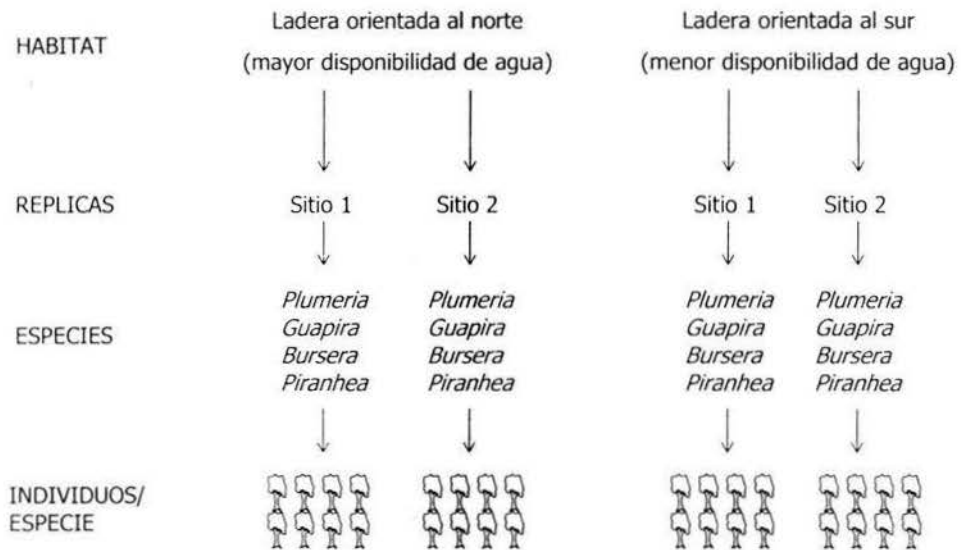 HABITAT
Ladera orientada al norte
(mayor disponibilidad de agua)
Ladera orientada al sur
(menor disponibilidad de agua)
REPLICAS
Sitio 1
Sitio 2
Sitio 1
Sitio 2
ESPECIES
Plumeria
Guapira
Bursera
Piranhea
Plumeria
Guapira
Bursera
Piranhea
Plumeria
Guapira
Bursera
Piranhea
Plumeria
Guapira
Bursera
Piranhea
INDIVIDUOS/
ESPECIE